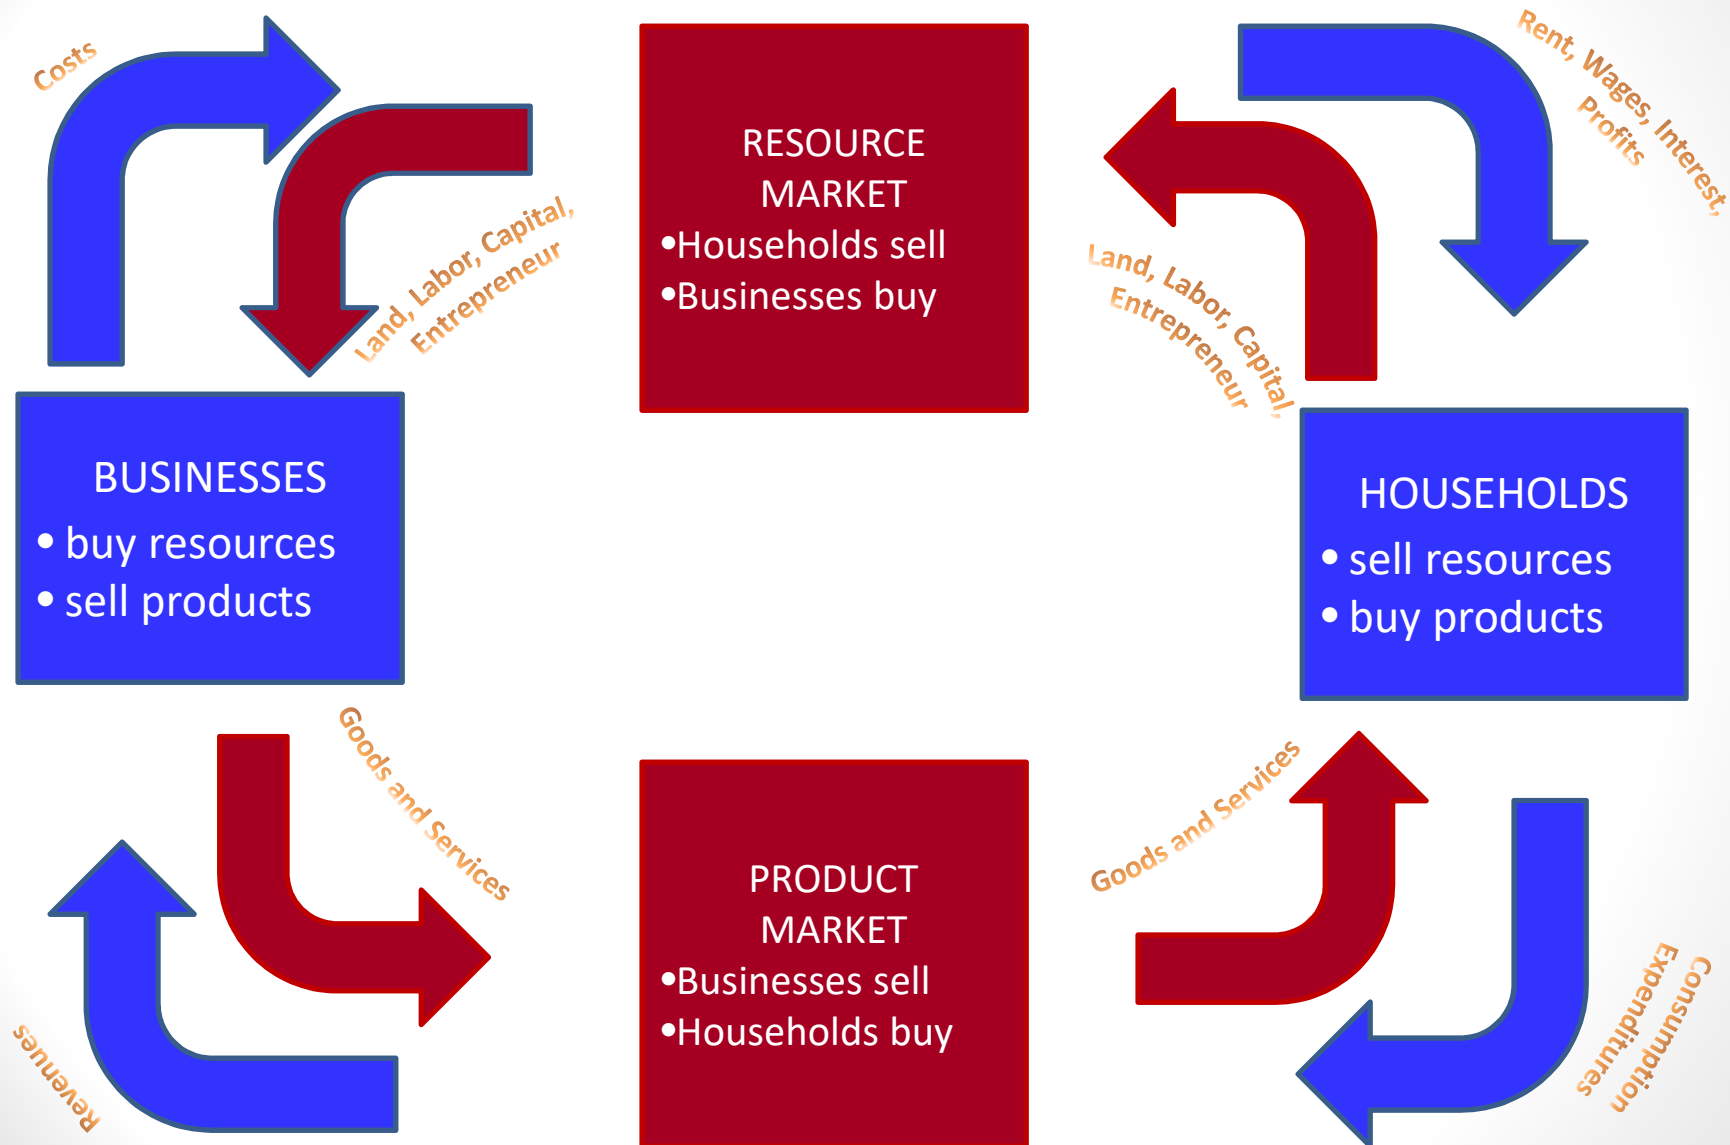 Costs
Land, Labor, Capital,
Entrepreneur
RESOURCE
MARKET
•Households sell
•Businesses buy
Rent, Wages, Interest,
Profits
Land, Labor, Capital,
Entrepreneur
BUSINESSES
• buy resources
• sell products
HOUSEHOLDS
• sell resources
• buy products
Goods and Services
Revenues
PRODUCT
MARKET
•Businesses sell
•Households buy
Goods and Services
Consumption
Expenditures